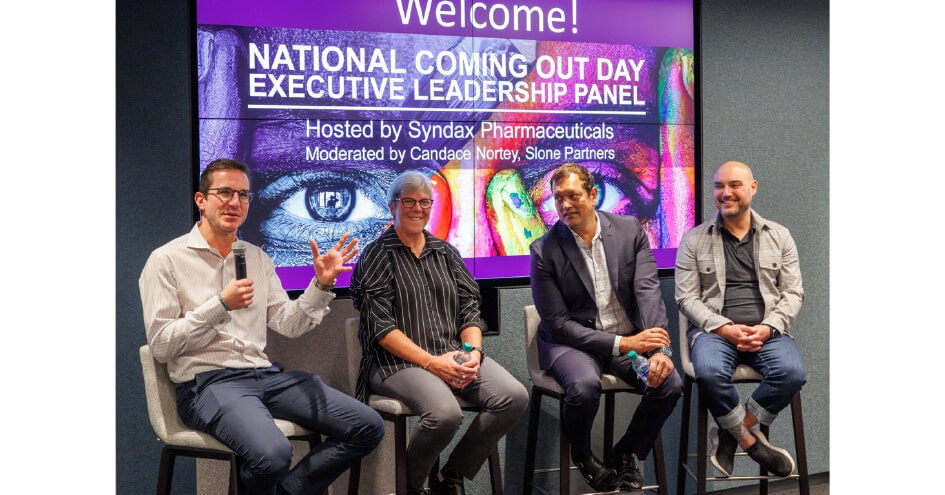 Welcome!
NATIONAL COMING OUT DAY
EXECUTIVE LEADERSHIP PANEL
Hosted by Syndax Pharmaceuticals
Moderated by Candace Nortey, Slone Partners